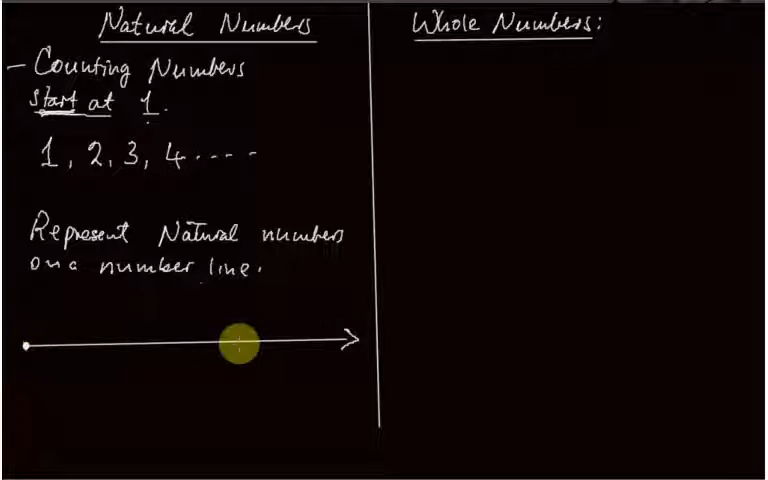 Natural Numbers
- Counting Numbers
start at 1.
1, 2, 3, 4.....
Represent Natural numbers
on a number line.
Whole Numbers: